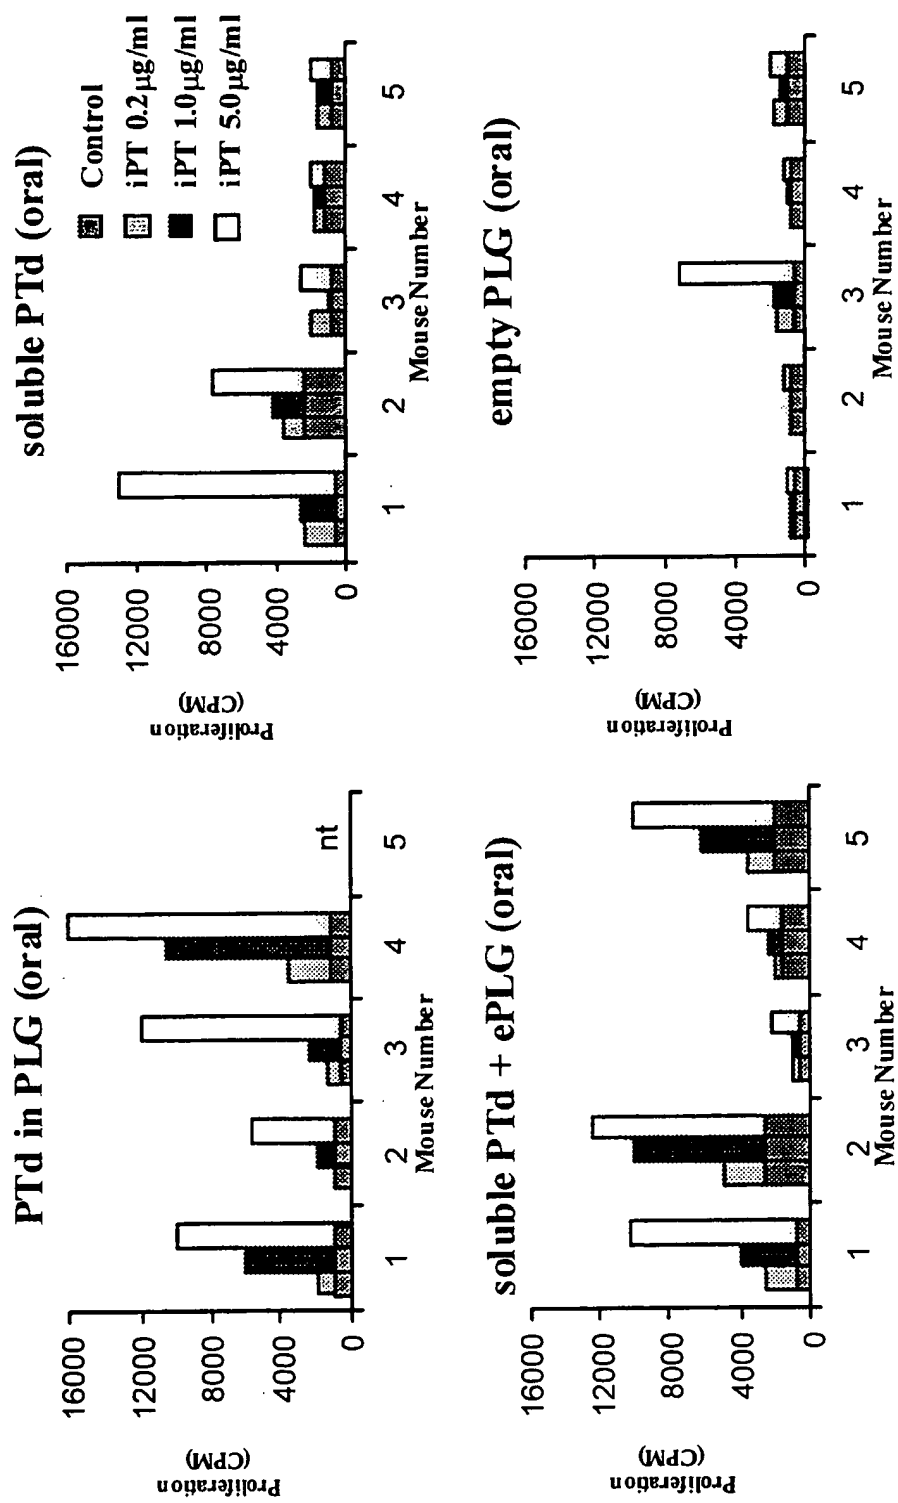 PTd in PLG (oral)
Proliferation
(CPM)
16000
12000
8000
4000
0
nt
1 2 3 4 5
Mouse Number
soluble PTd (oral)
Control
iPT 0.2µg/ml
iPT 1.0µg/ml
iPT 5.0µg/ml
Proliferation
(CPM)
16000
12000
8000
4000
0
1 2 3 4 5
Mouse Number
soluble PTd + ePLG (oral)
Proliferation
(CPM)
16000
12000
8000
4000
0
1 2 3 4 5
Mouse Number
empty PLG (oral)
Proliferation
(CPM)
16000
12000
8000
4000
0
1 2 3 4 5
Mouse Number